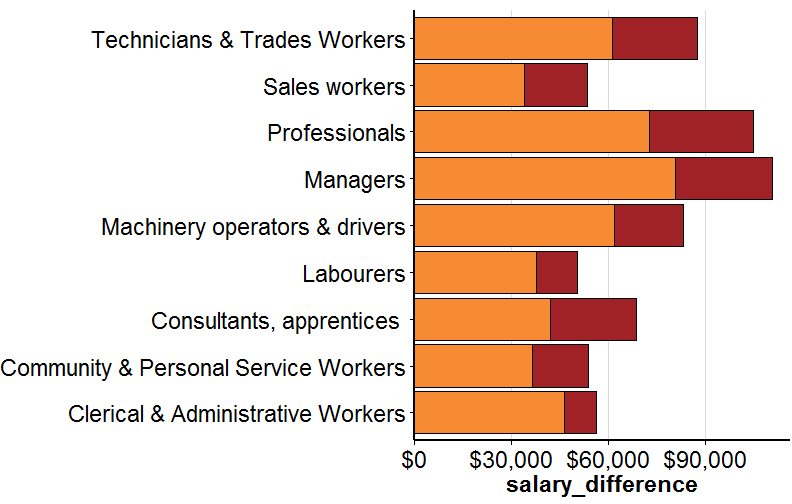 Technicians & Trades Workers
Sales workers
Professionals
Managers
Machinery operators & drivers
Labourers
Consultants, apprentices
Community & Personal Service Workers
Clerical & Administrative Workers
$0 $30,000 $60,000 $90,000
salary_difference